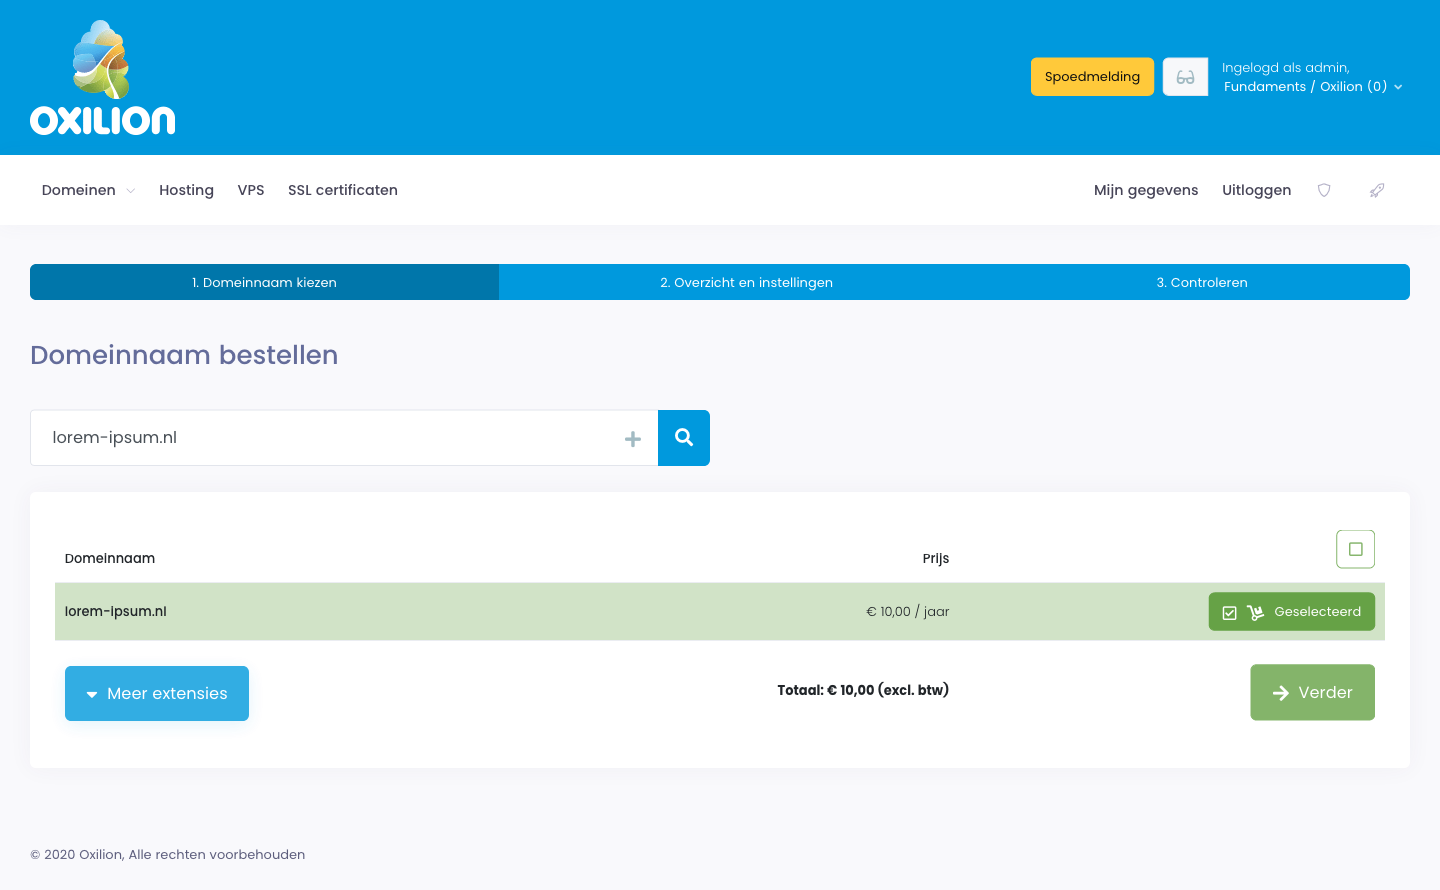 OXILION
Spoedmelding
Ingelogd als admin,
Fundaments / Oxilion (0)
Domeinen
Hosting
VPS
SSL certificaten
Mijn gegevens
Uitloggen
1. Domeinnaam kiezen
2. Overzicht en instellingen
3. Controleren
Domeinnaam bestellen
lorem-ipsum.nl
Domeinnaam
Prijs
lorem-ipsum.nl
€ 10,00 / jaar
Geselecteerd
Meer extensies
Totaal: € 10,00 (excl. btw)
Verder
© 2020 Oxilion, Alle rechten voorbehouden